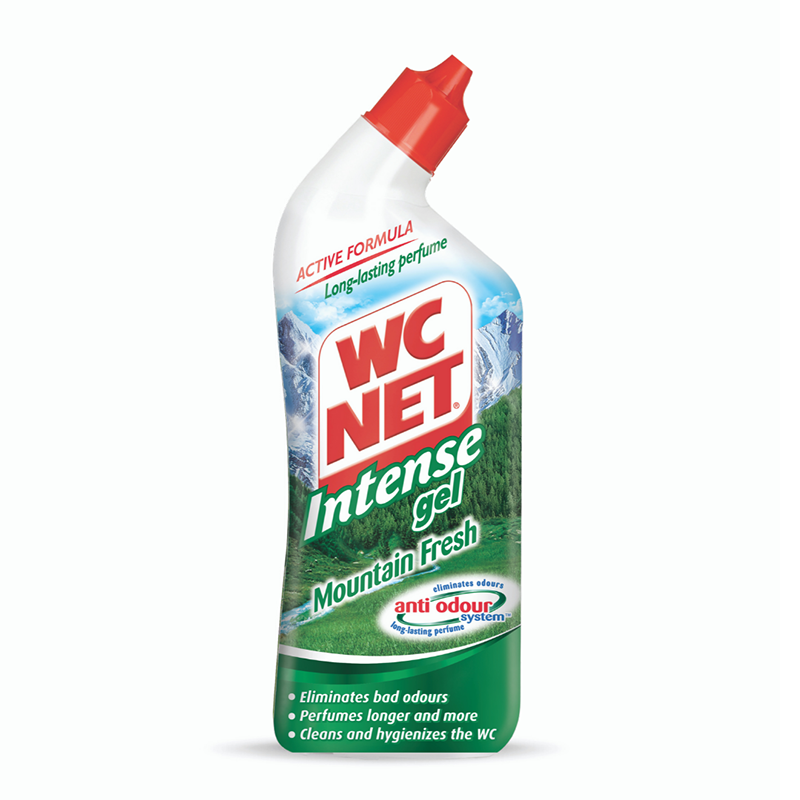 ACTIVE FORMULA
Long-lasting perfume
WC
NET®
Intense
gel
Mountain Fresh
eliminates odours
anti odour
system™
long-lasting perfume
• Eliminates bad odours
• Perfumes longer and more
• Cleans and hygienizes the WC